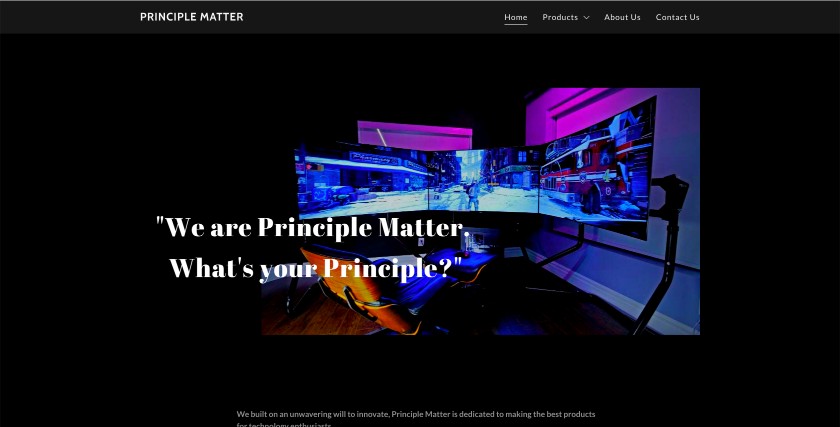 PRINCIPLE MATTER
Home Products About Us Contact Us
"We are Principle Matter.
What's your Principle?"
We built on an unwavering will to innovate, Principle Matter is dedicated to making the best products
for technology enthusiasts